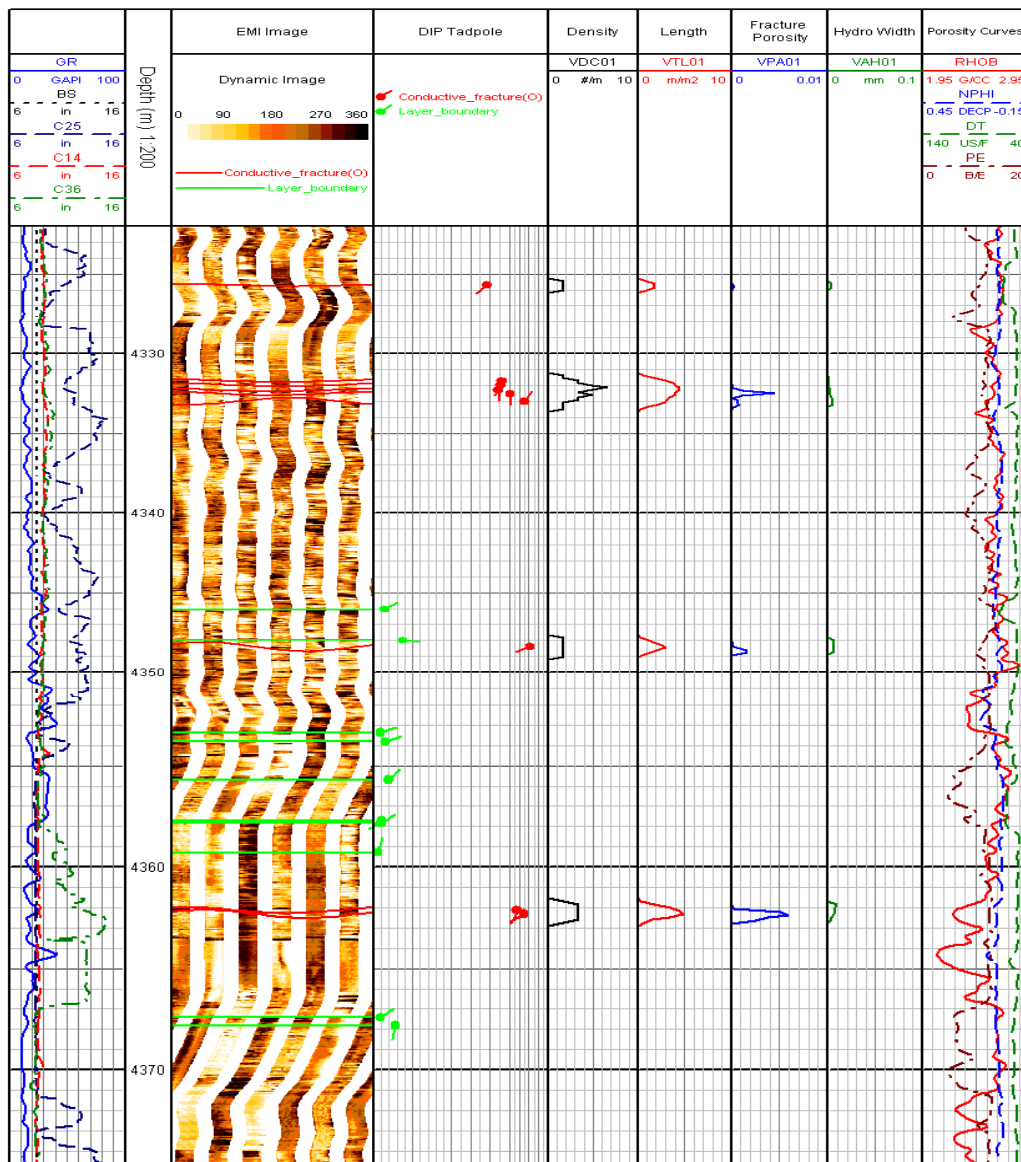 EMI Image
DIP Tadpole
Density
Length
Fracture
Porosity
Hydro Width
Porosity Curves
GR
0 GAPI 100
BS
6 in 16
C25
6 in 16
C14
6 in 16
C36
6 in 16
Depth (m) 1:200
Dynamic Image
0 90 180 270 360
Conductive_fracture(O)
Layer_boundary
Conductive_fracture(O)
Layer_boundary
VDC01
0 #/m 10
VTL01
0 m/m2 10
VPA01
0 0.01
VAH01
0 mm 0.1
RHOB
1.95 G/CC 2.95
NPHI
0.45 DECP -0.15
DT
140 US/F 40
PE
0 B/E 20
4330
4340
4350
4360
4370